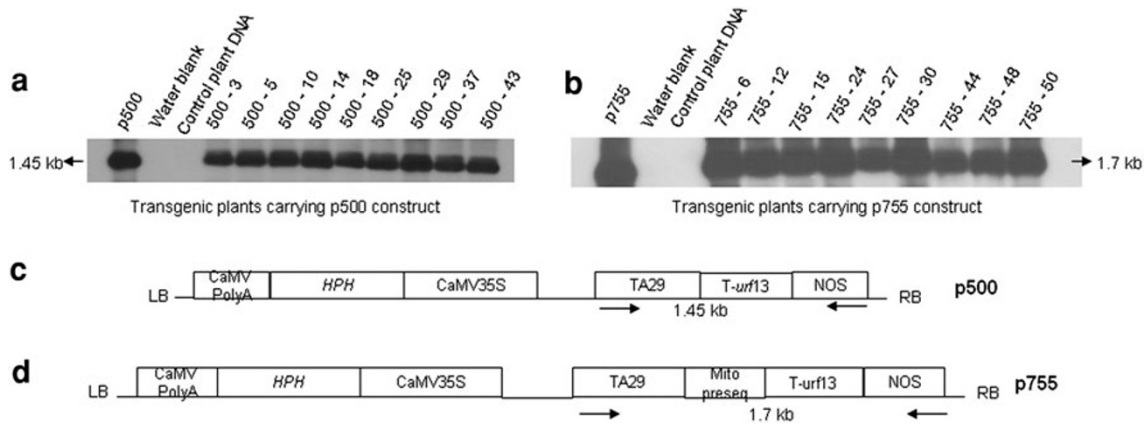 a
p500
Water blank
Control plant DNA
500 - 3
500 - 5
500 - 10
500 - 14
500 - 18
500 - 25
500 - 29
500 - 37
500 - 43
1.45 kb
Transgenic plants carrying p500 construct
b
p755
Water blank
Control plant DNA
755 - 6
755 - 12
755 - 15
755 - 24
755 - 27
755 - 30
755 - 44
755 - 48
755 - 50
1.7 kb
Transgenic plants carrying p755 construct
c
LB
CaMV
PolyA
HPH
CaMV35S
TA29
T-urf13
NOS
RB
p500
1.45 kb
d
LB
CaMV
PolyA
HPH
CaMV35S
TA29
Mito
preseq
T-urf13
NOS
RB
p755
1.7 kb